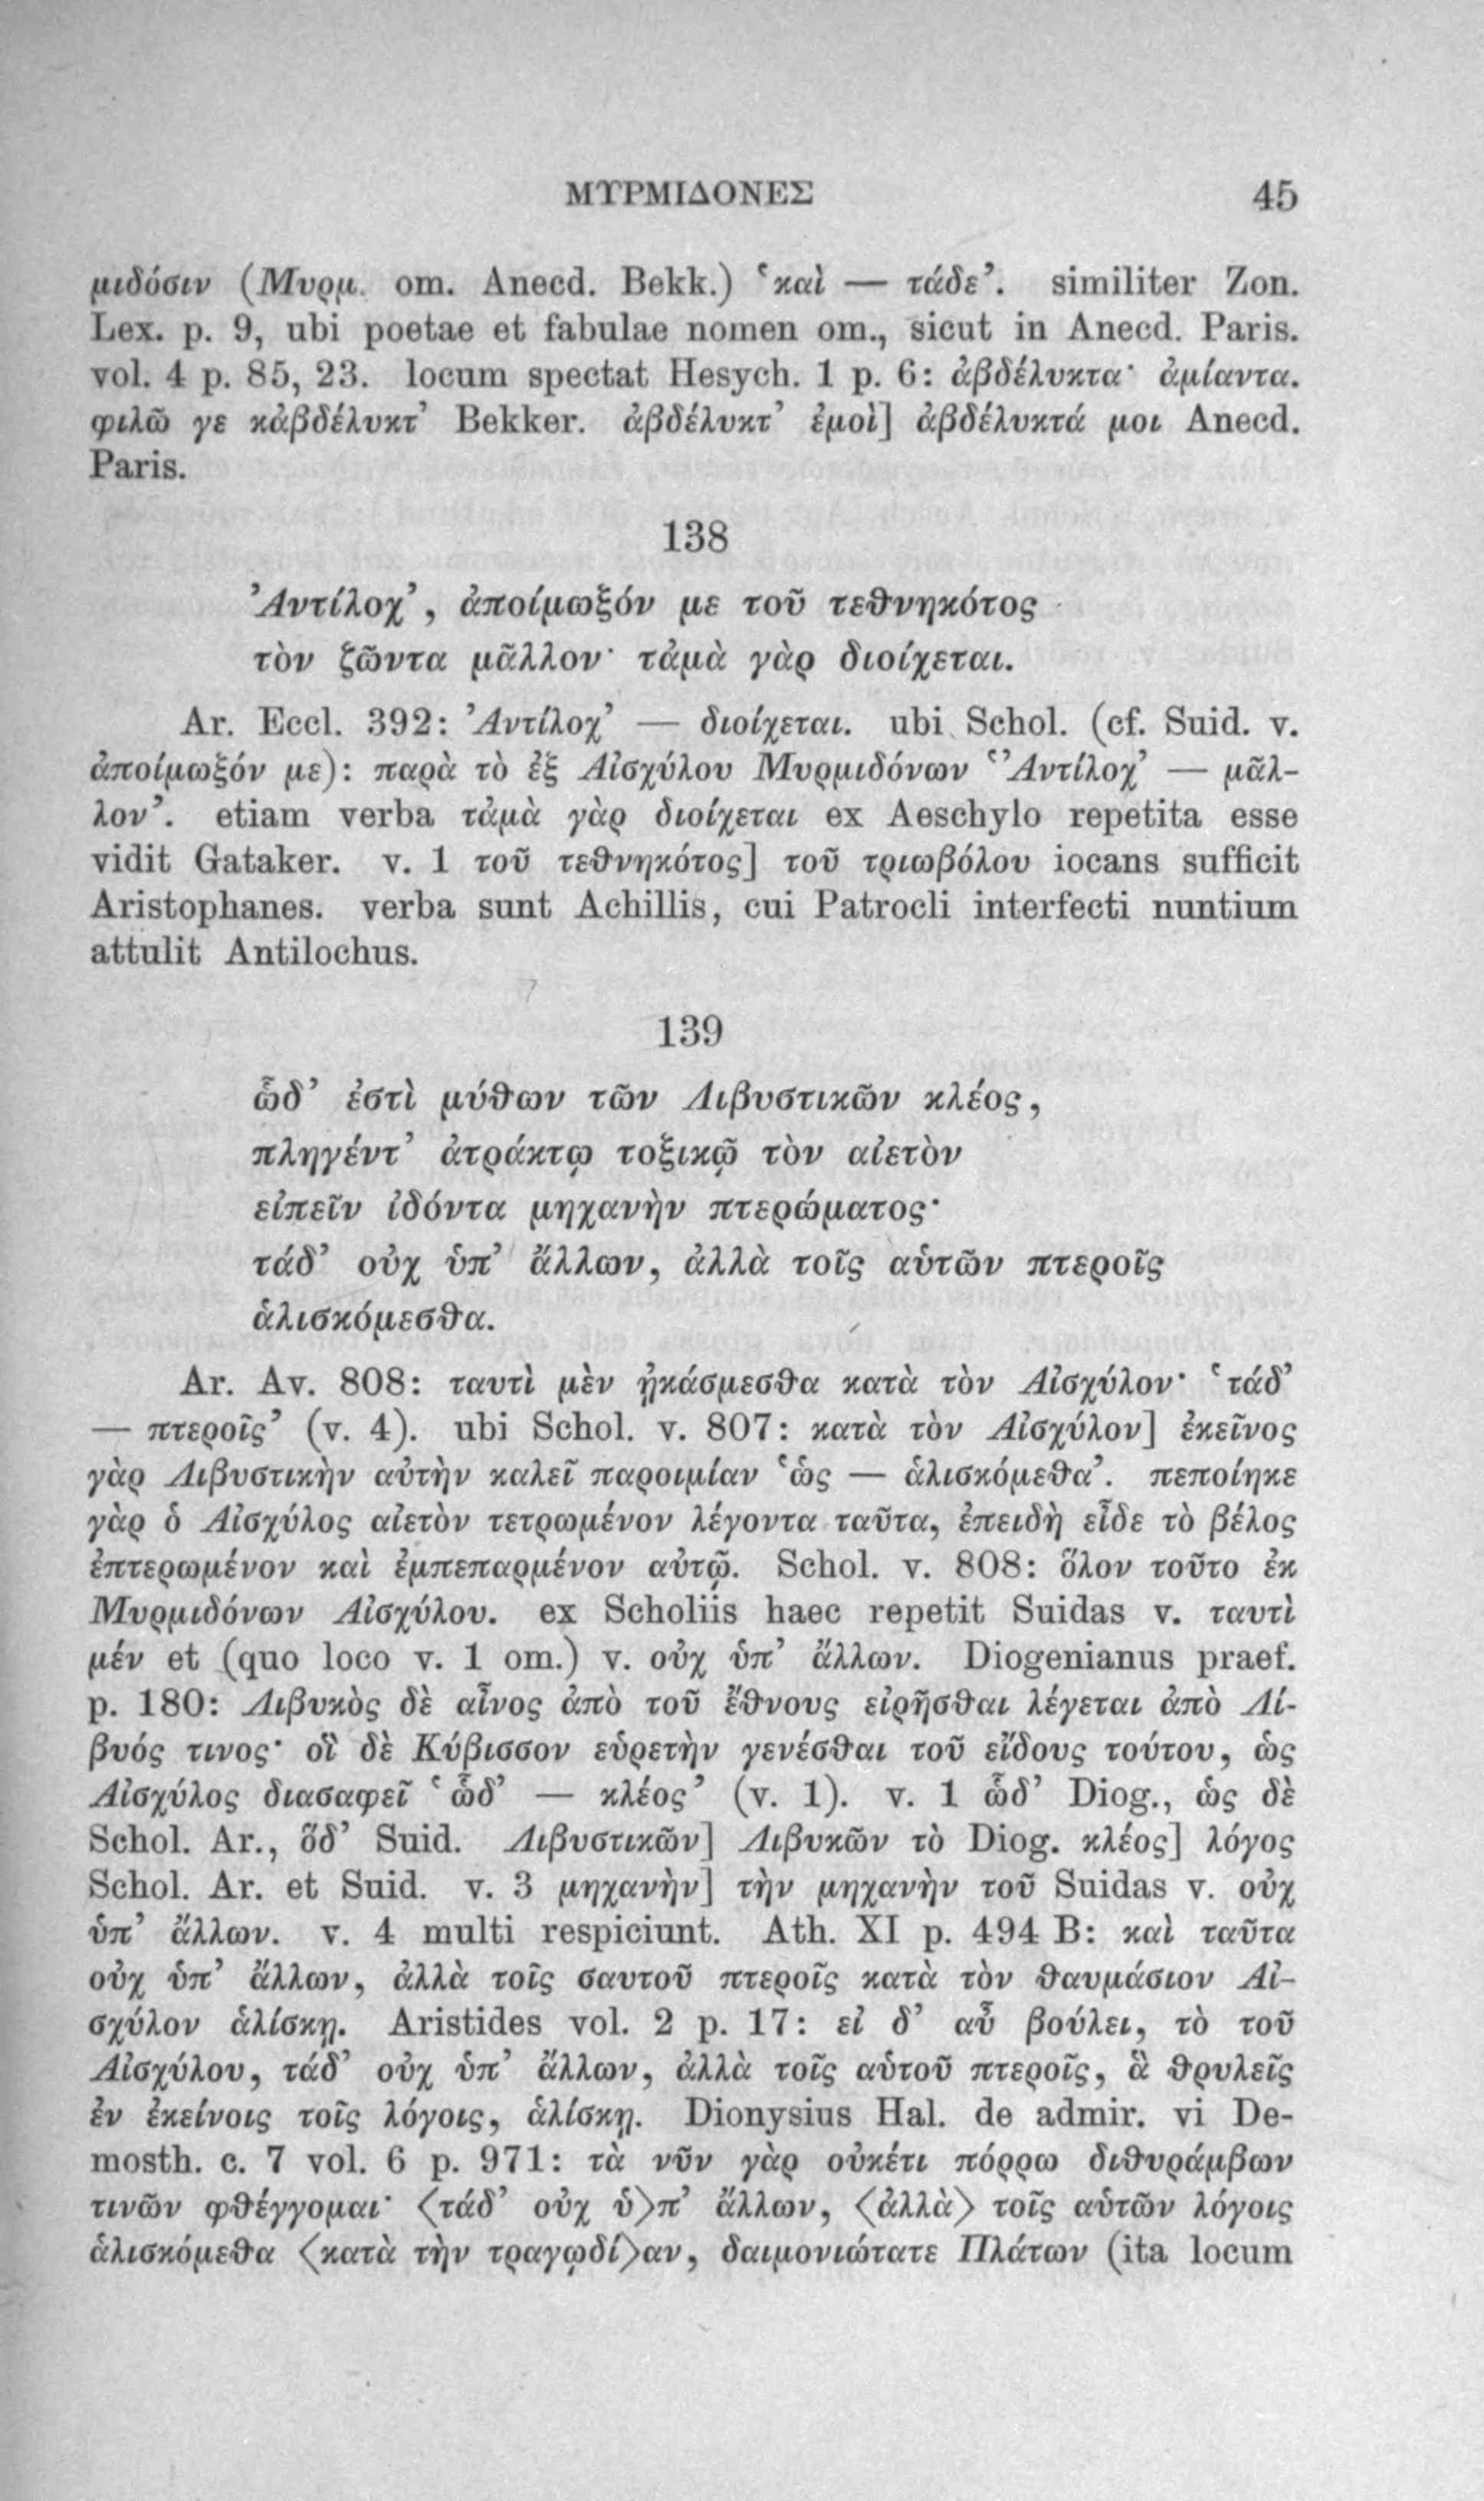 ΜΥΡΜΙΔΟΝΕΣ 45
μιδόσιν (Μυρμ. om. Anecd. Bekk.) ‘καὶ — τάδε’. similiter Zon.
Lex. p. 9, ubi poetae et fabulae nomen om., sicut in Anecd. Paris.
vol. 4 p. 85, 23. locum spectat Hesych. 1 p. 6: ἀβδέλυκτα· ἀμίαντα.
φιλῶ γε κἀβδέλυκτ’ Bekker. ἀβδέλυκτ’ ἐμοὶ] ἀβδέλυκτά μοι Anecd.
Paris.
138
’Αντίλοχ’, ἀποίμωξόν με τοῦ τεθνηκότος
τὸν ζῶντα μᾶλλον· τἀμὰ γὰρ διοίχεται.
Ar. Eccl. 392: ’Αντίλοχ’ — διοίχεται. ubi Schol. (cf. Suid. v.
ἀποίμωξόν με): παρὰ τὸ ἐξ Αἰσχύλου Μυρμιδόνων ‘’Αντίλοχ’ — μᾶλ-
λον’. etiam verba τἀμὰ γὰρ διοίχεται ex Aeschylo repetita esse
vidit Gataker. v. 1 τοῦ τεθνηκότος] τοῦ τριωβόλου iocans sufficit
Aristophanes. verba sunt Achillis, cui Patrocli interfecti nuntium
attulit Antilochus.
139
ὧδ’ ἐστὶ μύθων τῶν Λιβυστικῶν κλέος,
πληγέντ’ ἀτράκτῳ τοξικῷ τὸν αἰετὸν
εἰπεῖν ἰδόντα μηχανὴν πτερώματος·
τάδ’ οὐχ ὑπ’ ἄλλων, ἀλλὰ τοῖς αὑτῶν πτεροῖς
ἁλισκόμεσθα.
Ar. Av. 808: ταυτὶ μὲν ᾐκάσμεσθα κατὰ τὸν Αἰσχύλον· ‘τάδ’
— πτεροῖς’ (v. 4). ubi Schol. v. 807: κατὰ τὸν Αἰσχύλον] ἐκεῖνος
γὰρ Λιβυστικὴν αὐτὴν καλεῖ παροιμίαν ‘ὡς — ἁλισκόμεθα’. πεποίηκε
γὰρ ὁ Αἰσχύλος αἰετὸν τετρωμένον λέγοντα ταῦτα, ἐπειδὴ εἶδε τὸ βέλος
ἐπτερωμένον καὶ ἐμπεπαρμένον αὐτῷ. Schol. v. 808: ὅλον τοῦτο ἐκ
Μυρμιδόνων Αἰσχύλου. ex Scholiis haec repetit Suidas v. ταυτὶ
μέν et (quo loco v. 1 om.) v. οὐχ ὑπ’ ἄλλων. Diogenianus praef.
p. 180: Λιβυκὸς δὲ αἶνος ἀπὸ τοῦ ἔθνους εἰρῆσθαι λέγεται ἀπὸ Λί-
βυός τινος· οἳ δὲ Κύβισσον εὑρετὴν γενέσθαι τοῦ εἴδους τούτου, ὡς
Αἰσχύλος διασαφεῖ ‘ὧδ’ — κλέος’ (v. 1). v. 1 ὧδ’ Diog., ὡς δὲ
Schol. Ar., ὅδ’ Suid. Λιβυστικῶν] Λιβυκῶν τὸ Diog. κλέος] λόγος
Schol. Ar. et Suid. v. 3 μηχανὴν] τὴν μηχανὴν τοῦ Suidas v. οὐχ
ὑπ’ ἄλλων. v. 4 multi respiciunt. Ath. XI p. 494 B: καὶ ταῦτα
οὐχ ὑπ’ ἄλλων, ἀλλὰ τοῖς σαυτοῦ πτεροῖς κατὰ τὸν θαυμάσιον Αἰ-
σχύλον ἁλίσκῃ. Aristides vol. 2 p. 17: εἰ δ’ αὖ βούλει, τὸ τοῦ
Αἰσχύλου, τάδ’ οὐχ ὑπ’ ἄλλων, ἀλλὰ τοῖς αὑτοῦ πτεροῖς, ἃ θρυλεῖς
ἐν ἐκείνοις τοῖς λόγοις, ἁλίσκῃ. Dionysius Hal. de admir. vi De-
mosth. c. 7 vol. 6 p. 971: τὰ νῦν γὰρ οὐκέτι πόρρω διθυράμβων
τινῶν φθέγγομαι· ⟨τάδ’ οὐχ ὑ⟩π’ ἄλλων, ⟨ἀλλὰ⟩ τοῖς αὑτῶν λόγοις
ἁλισκόμεθα ⟨κατὰ τὴν τραγῳδί⟩αν, δαιμονιώτατε Πλάτων (ita locum